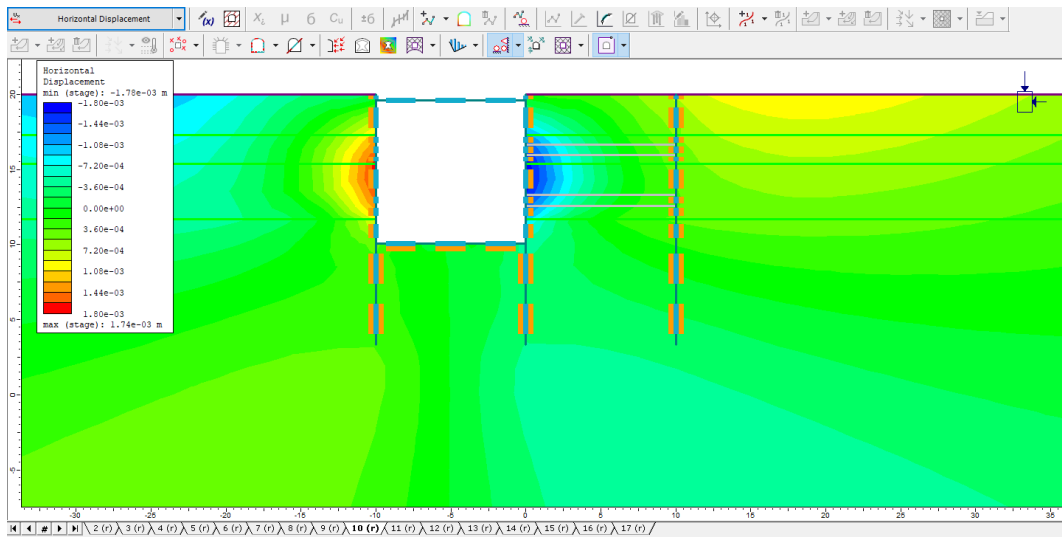 Horizontal Displacement
Horizontal
Displacement
min (stage): -1.78e-03 m
-1.80e-03
-1.44e-03
-1.08e-03
-7.20e-04
-3.60e-04
0.00e+00
3.60e-04
7.20e-04
1.08e-03
1.44e-03
1.80e-03
max (stage): 1.74e-03 m
20
15
10
5
0
-5
-30 -25 -20 -15 -10 -5 0 5 10 15 20 25 30 35
# 2 (r) 3 (r) 4 (r) 5 (r) 6 (r) 7 (r) 8 (r) 9 (r) 10 (r) 11 (r) 12 (r) 13 (r) 14 (r) 15 (r) 16 (r) 17 (r)